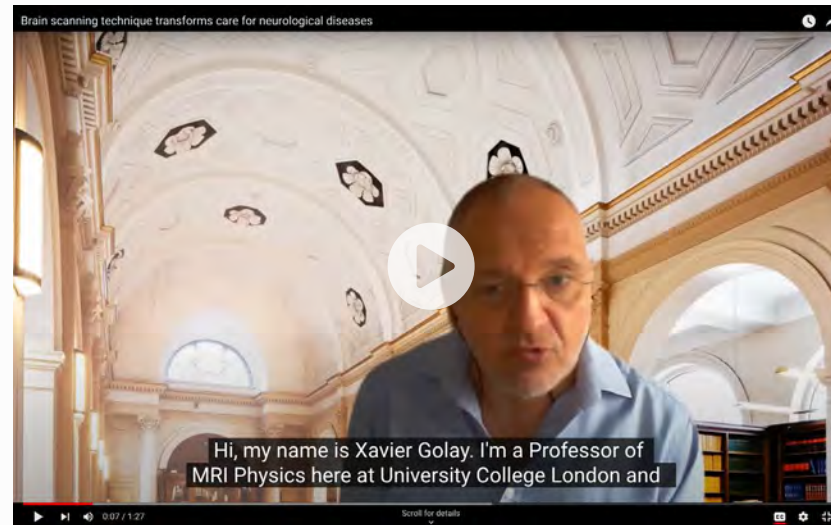 Brain scanning technique transforms care for neurological diseases
Hi, my name is Xavier Golay. I'm a Professor of
MRI Physics here at University College London and
0:07 / 1:27
Scroll for details
CC